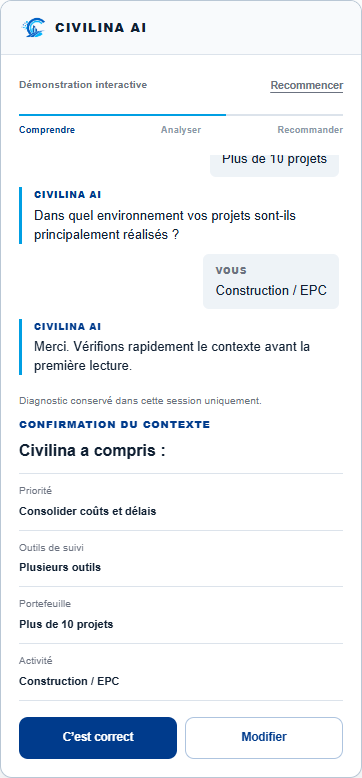 CIVILINA AI
Démonstration interactive
Recommencer
Comprendre
Analyser
Recommander
Plus de 10 projets
CIVILINA AI
Dans quel environnement vos projets sont-ils
principalement réalisés ?
VOUS
Construction / EPC
CIVILINA AI
Merci. Vérifions rapidement le contexte avant la
première lecture.
Diagnostic conservé dans cette session uniquement.
CONFIRMATION DU CONTEXTE
Civilina a compris :
Priorité
Consolider coûts et délais
Outils de suivi
Plusieurs outils
Portefeuille
Plus de 10 projets
Activité
Construction / EPC
C'est correct
Modifier